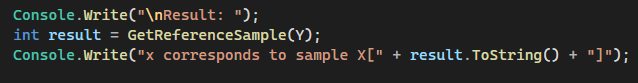 Console.Write("\nResult: ");
int result = GetReferenceSample(Y);
Console.Write("x corresponds to sample X[" + result.ToString() + "]");